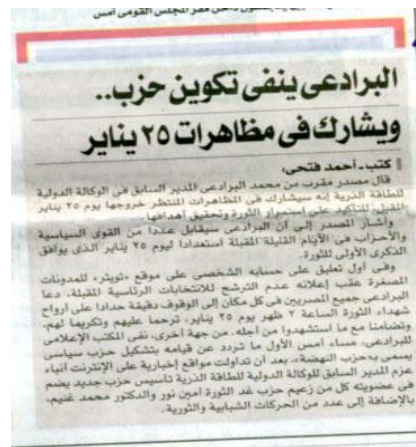 داخل مقر المجلس القومى أمس
البرادعى ينفى تكوين حزب..
ويشارك فى مظاهرات ٢٥ يناير
كتب ـ أحمد فتحى:
قال مصدر مقرب من محمد البرادعى المدير السابق فى الوكالة الدولية
للطاقة الذرية إنه سيشارك فى المظاهرات المنتظر خروجها يوم ٢٥ يناير
المقبل، للتأكيد على استمرار الثورة وتحقيق أهدافها.
وأشار المصدر إلى أن البرادعى سيقابل عددا من القوى السياسية
والأحزاب فى الأيام القليلة المقبلة استعدادا ليوم ٢٥ يناير الذى يوافق
الذكرى الأولى للثورة.
وفى أول تعليق على حسابه الشخصى على موقع «تويتر» للمدونات
المصغرة عقب إعلانه عدم الترشح للانتخابات الرئاسية المقبلة، دعا
البرادعى جميع المصريين فى كل مكان إلى الوقوف دقيقة حدادا على أرواح
شهداء الثورة الساعة ٢ ظهر يوم ٢٥ يناير، ترحما عليهم وتكريما لهم،
وتضامنا مع ما استشهدوا من أجله. من جهة أخرى، نفى المكتب الإعلامى
للبرادعى، مساء أمس الأول ما تردد عن قيامه بتشكيل حزب سياسى
يسمى بـ«حزب النهضة»، بعد أن تداولت مواقع إخبارية على الإنترنت أنباء
عزم المدير السابق للوكالة الدولية للطاقة الذرية تأسيس حزب جديد يضم
فى عضويته كل من زعيم حزب غد الثورة أمين نور والدكتور محمد غنيم،
بالإضافة إلى عدد من الحركات الشبابية والثورية.